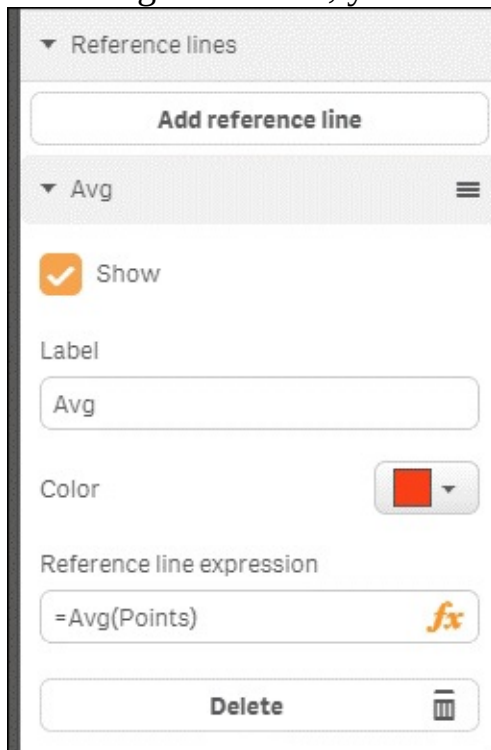 Reference lines
Add reference line
Avg
Show
Label
Avg
Color
Reference line expression
=Avg(Points) fx
Delete